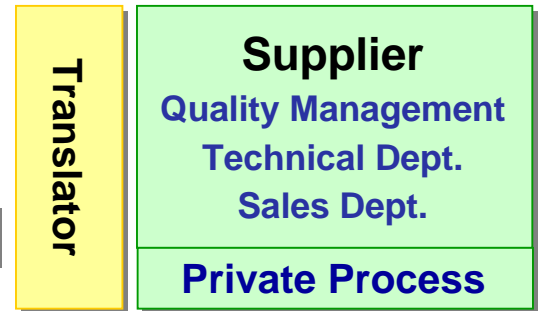 Translator
Supplier
Quality Management
Technical Dept.
Sales Dept.
Private Process